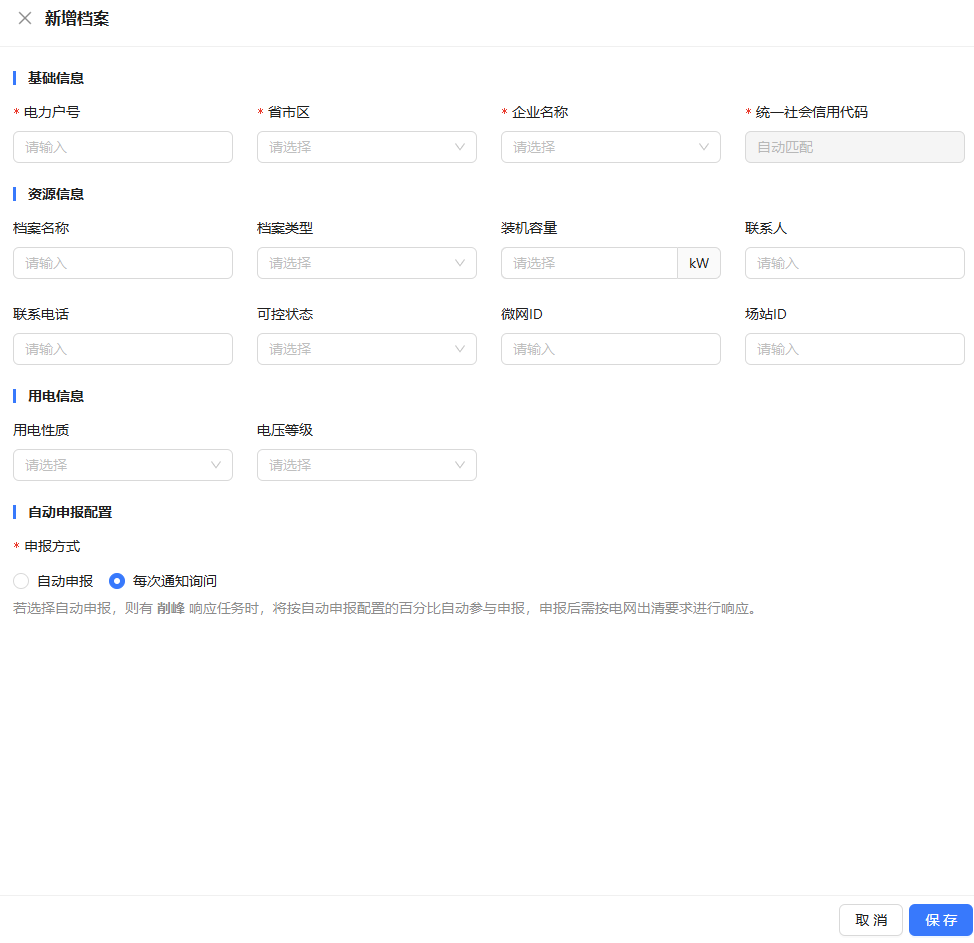 新增档案
基础信息
* 电力户号 * 省市区 * 企业名称 * 统一社会信用代码
请输入 请选择 请选择 自动匹配
资源信息
档案名称 档案类型 装机容量 联系人
请输入 请选择 请选择 kW 请输入
联系电话 可控状态 微网ID 场站ID
请输入 请选择 请输入 请输入
用电信息
用电性质 电压等级
请选择 请选择
自动申报配置
* 申报方式
自动申报 每次通知询问
若选择自动申报，则有 削峰 响应任务时，将按自动申报配置的百分比自动参与申报，申报后需按电网出清要求进行响应。
取 消 保 存